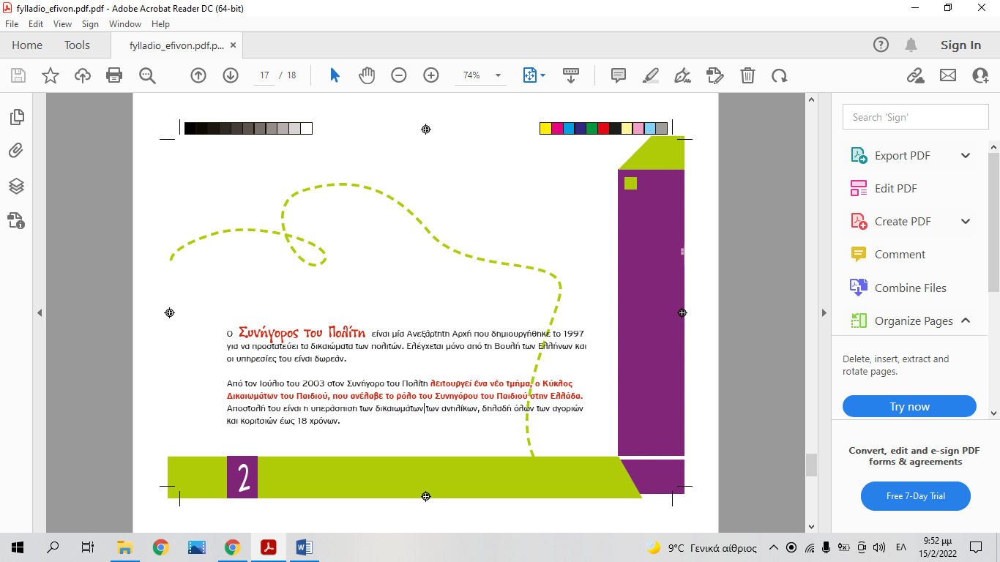 fylladio_efivon.pdf.pdf - Adobe Acrobat Reader DC (64-bit)
File Edit View Sign Window Help
Home Tools fylladio_efivon.pdf.p... Sign In
17 / 18 74%
Search 'Sign'
Export PDF
Edit PDF
Create PDF
Comment
Combine Files
Organize Pages
Delete, insert, extract and
rotate pages.
Try now
Convert, edit and e-sign PDF
forms & agreements
Free 7-Day Trial
Ο Συνήγορος του Πολίτη είναι μία Ανεξάρτητη Αρχή που δημιουργήθηκε το 1997
για να προστατεύει τα δικαιώματα των πολιτών. Ελέγχεται μόνο από τη Βουλή των Ελλήνων και
οι υπηρεσίες του είναι δωρεάν.
Από τον Ιούλιο του 2003 στον Συνήγορο του Πολίτη λειτουργεί ένα νέο τμήμα, ο Κύκλος
Δικαιωμάτων του Παιδιού, που ανέλαβε το ρόλο του Συνηγόρου του Παιδιού στην Ελλάδα.
Αποστολή του είναι η υπεράσπιση των δικαιωμάτων των ανηλίκων, δηλαδή όλων των αγοριών
και κοριτσιών έως 18 χρόνων.
2
9°C Γενικά αίθριος ΕΛ 9:52 μμ
15/2/2022